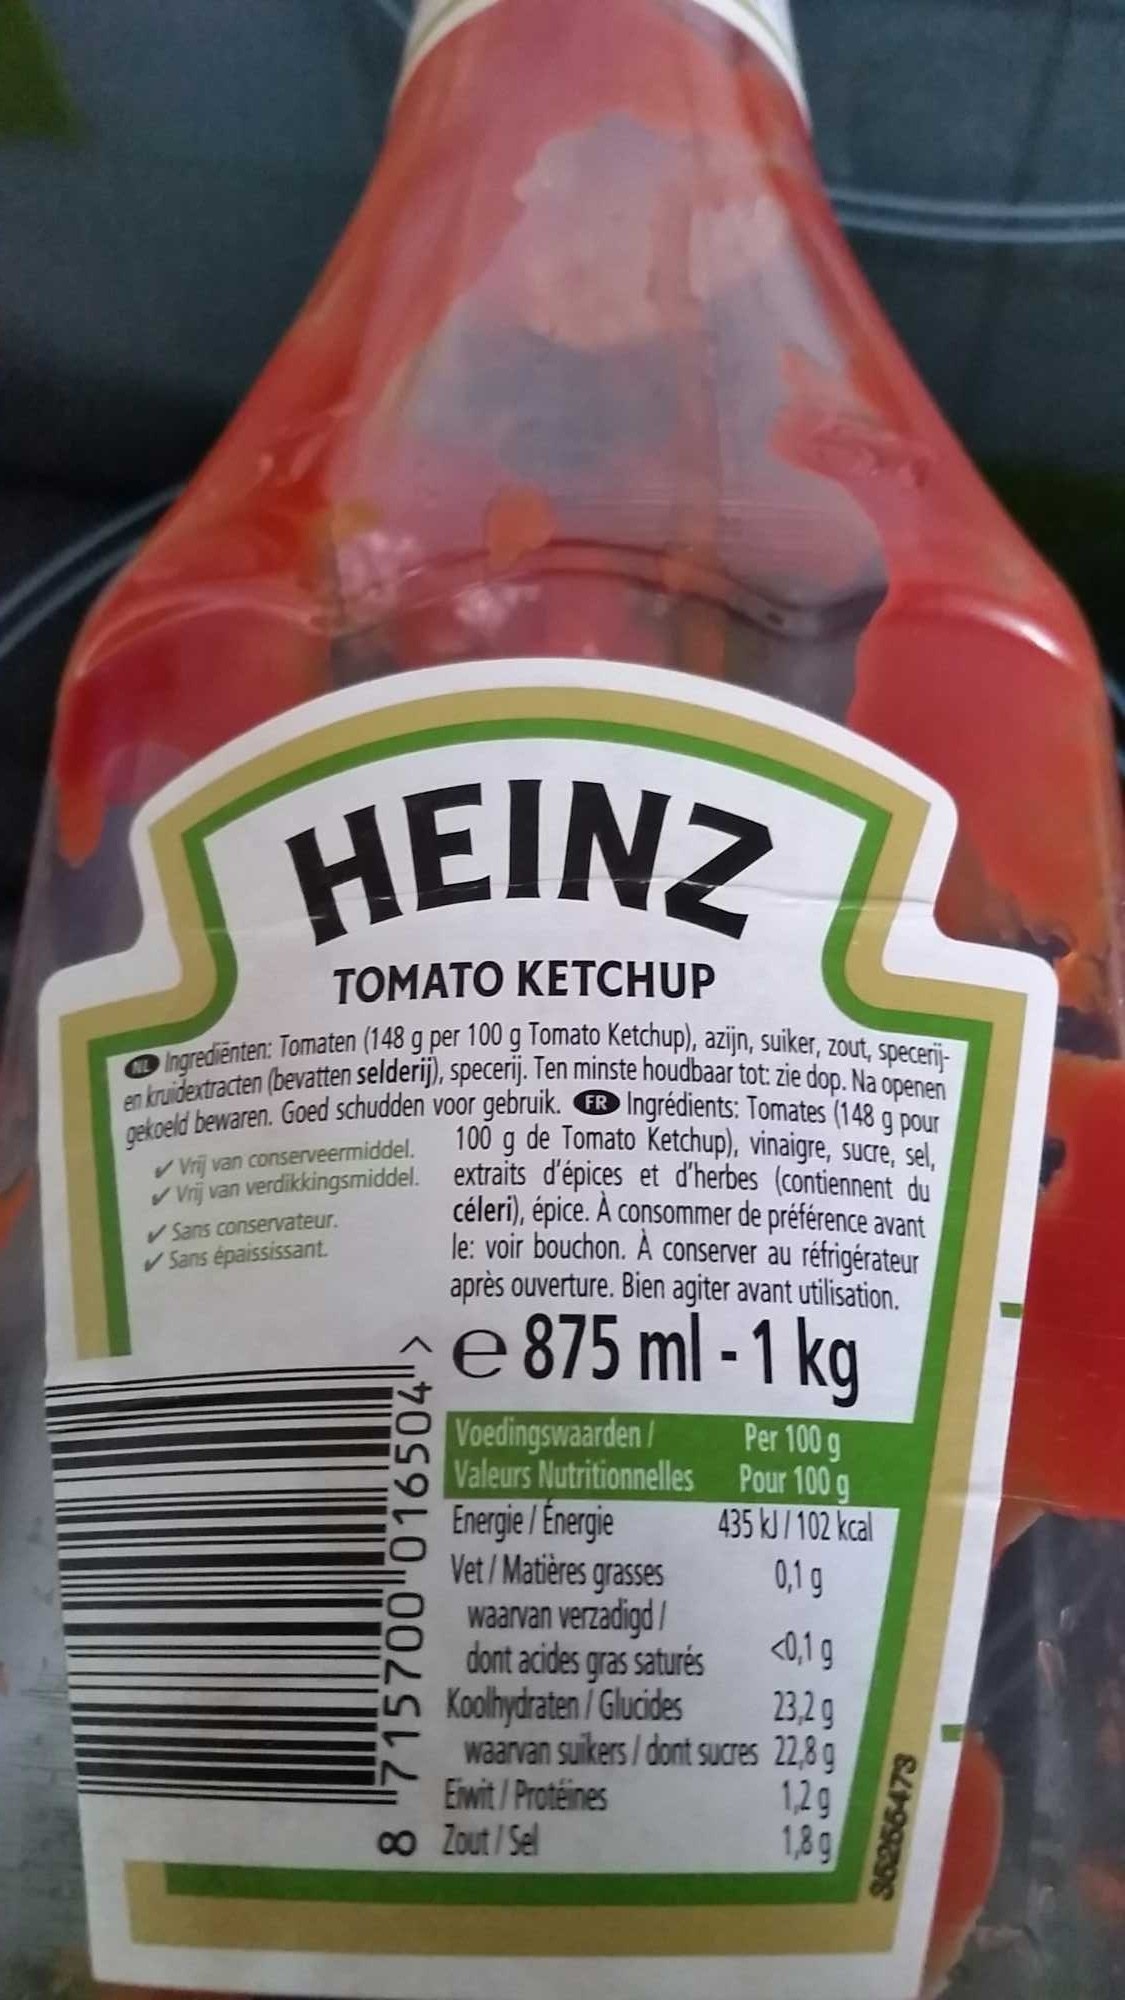 HEINZ
TOMATO KETCHUP
NL Ingrediënten: Tomaten (148 g per 100 g Tomato Ketchup), azijn, suiker, zout, specerij-
en kruidextracten (bevatten selderij), specerij. Ten minste houdbaar tot: zie dop. Na openen
gekoeld bewaren. Goed schudden voor gebruik. FR Ingrédients: Tomates (148 g pour
100 g de Tomato Ketchup), vinaigre, sucre, sel,
extraits d'épices et d'herbes (contiennent du
céleri), épice. À consommer de préférence avant
le: voir bouchon. À conserver au réfrigérateur
après ouverture. Bien agiter avant utilisation.
✓ Vrij van conserveermiddel.
✓ Vrij van verdikkingsmiddel.
✓ Sans conservateur.
✓ Sans épaississant.
e 875 ml - 1 kg
8 715700 016504 >
Voedingswaarden / Per 100 g
Valeurs Nutritionnelles Pour 100 g
Energie / Énergie 435 kJ / 102 kcal
Vet / Matières grasses 0,1 g
waarvan verzadigd /
dont acides gras saturés <0,1 g
Koolhydraten / Glucides 23,2 g
waarvan suikers / dont sucres 22,8 g
Eiwit / Protéines 1,2 g
Zout / Sel 1,8 g